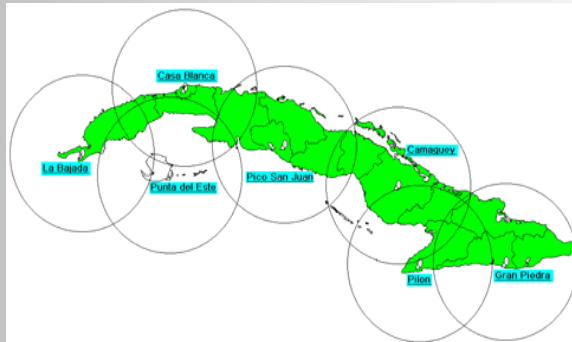 Casa Blanca
Camaguey
La Bajada
Punta del Este
Pico San Juan
Pilon
Gran Piedra